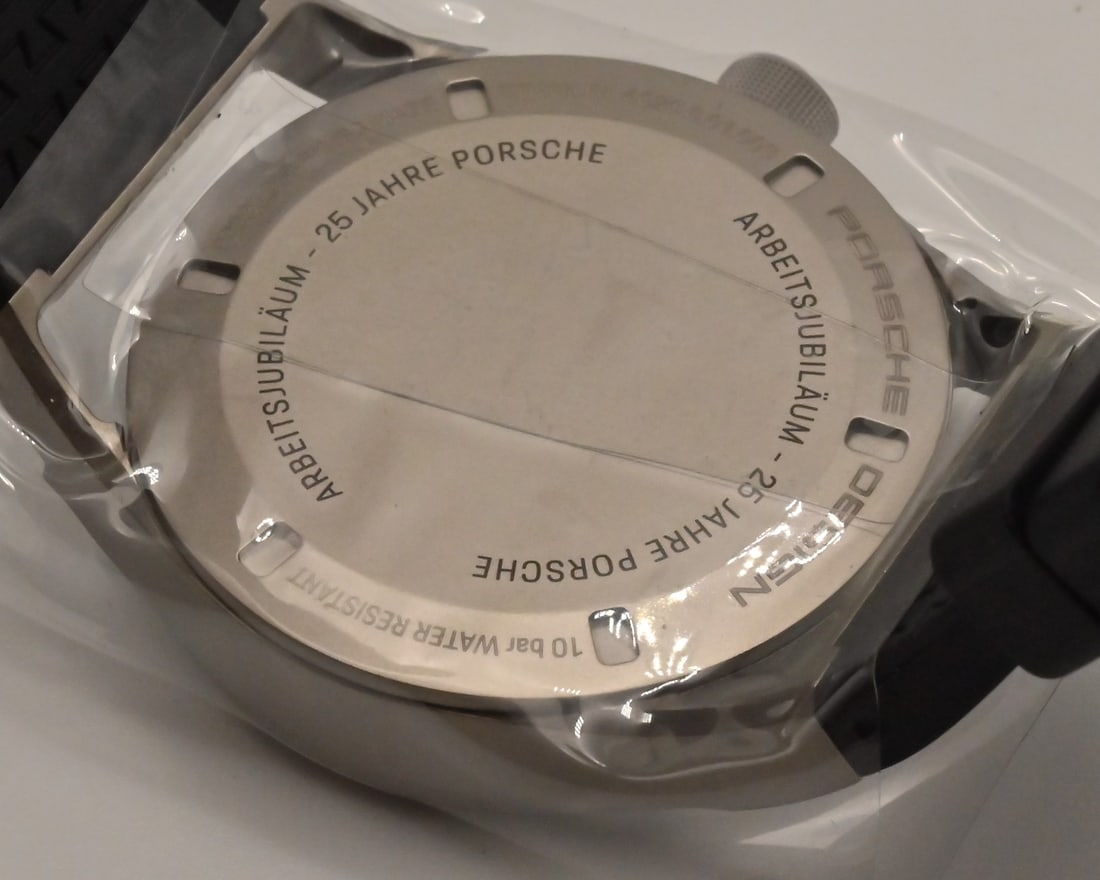 ARBEITSJUBILÄUM - 25 JAHRE PORSCHE
ARBEITSJUBILÄUM - 25 JAHRE PORSCHE
PORSCHE DESIGN
10 bar WATER RESISTANT